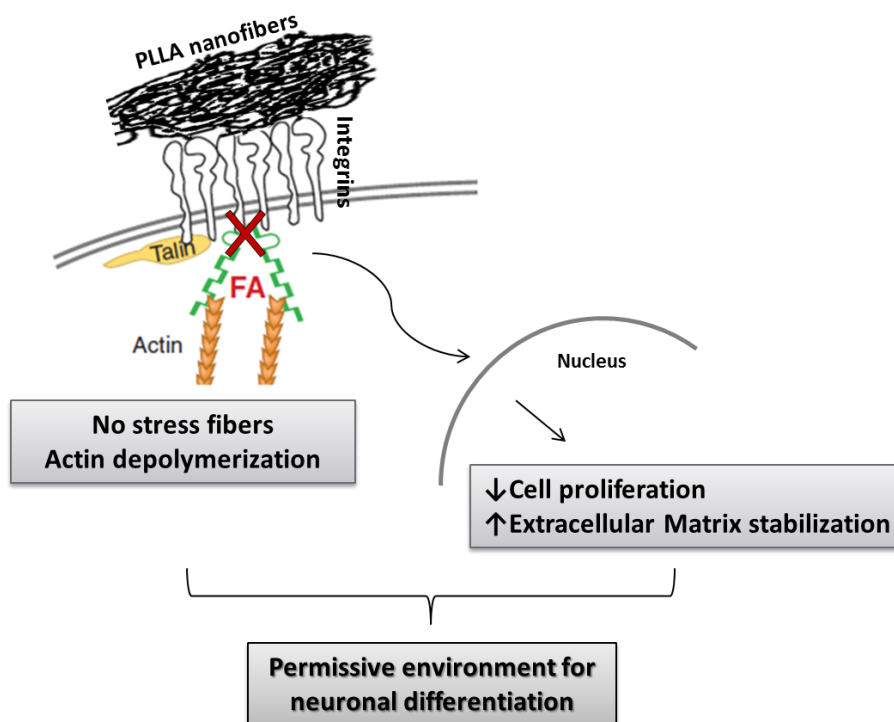 PLLA nanofibers
Integrins
Talin
FA
Actin
Nucleus
No stress fibers
Actin depolymerization
↓Cell proliferation
↑Extracellular Matrix stabilization
Permissive environment for
neuronal differentiation